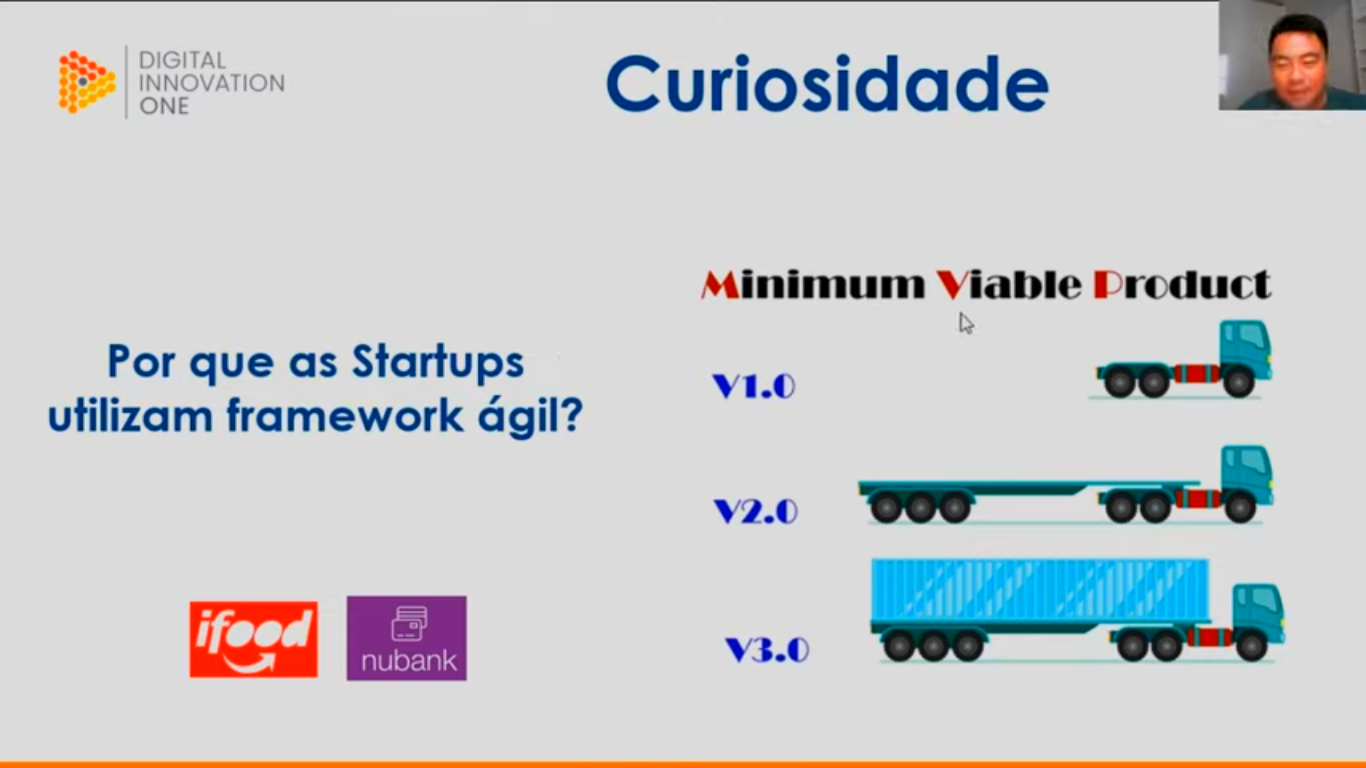 DIGITAL
INNOVATION
ONE
Curiosidade
Por que as Startups
utilizam framework ágil?
ifood
nubank
Minimum Viable Product
V1.0
V2.0
V3.0